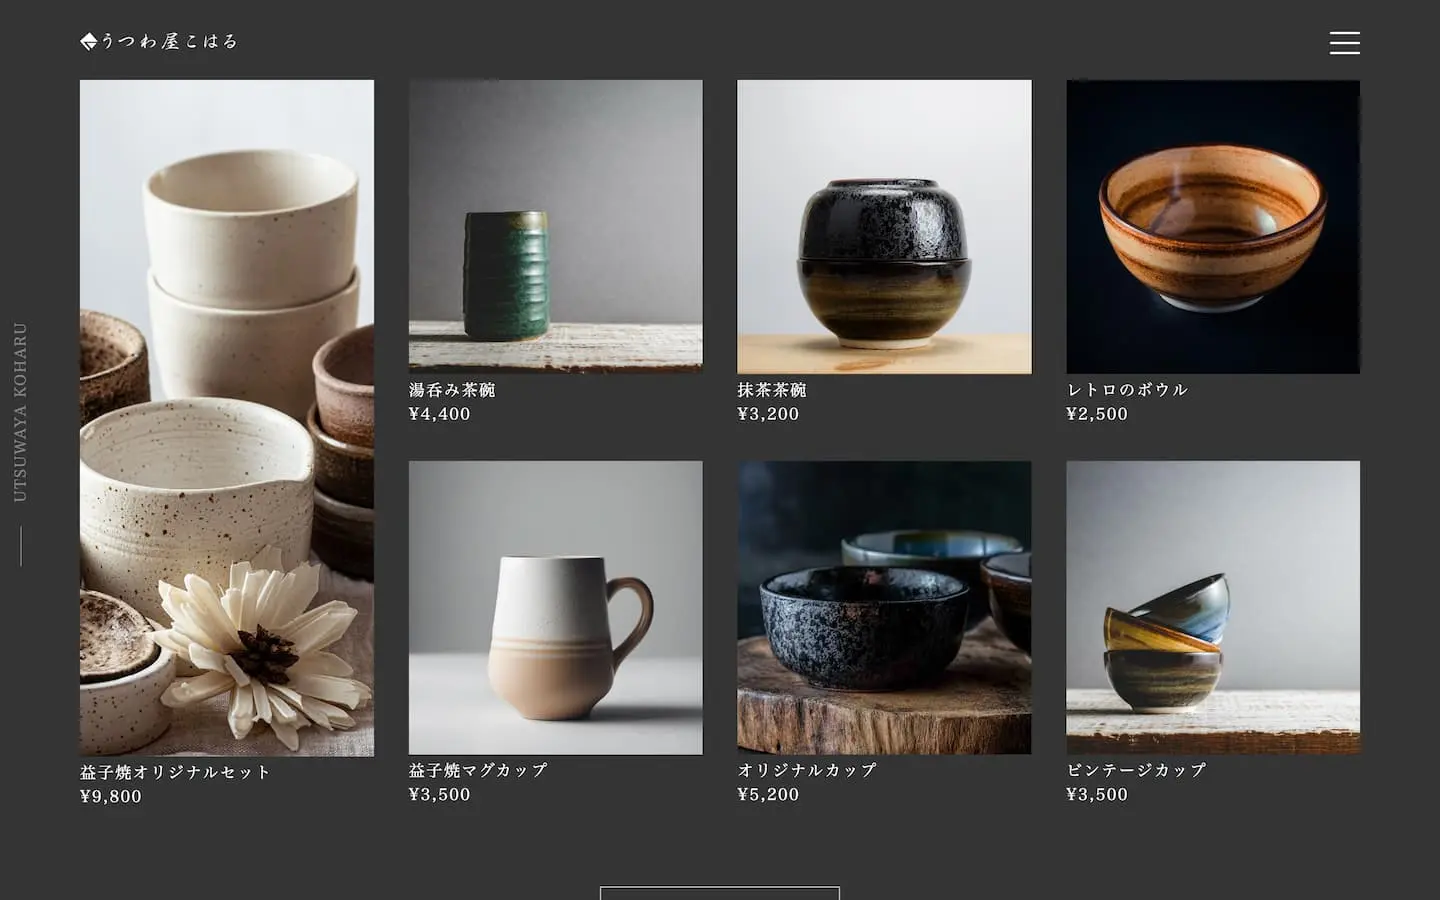 うつわ屋こはる
UTSUWAYA KOHARU
湯呑み茶碗
¥4,400
抹茶茶碗
¥3,200
レトロのボウル
¥2,500
益子焼オリジナルセット
¥9,800
益子焼マグカップ
¥3,500
オリジナルカップ
¥5,200
ビンテージカップ
¥3,500